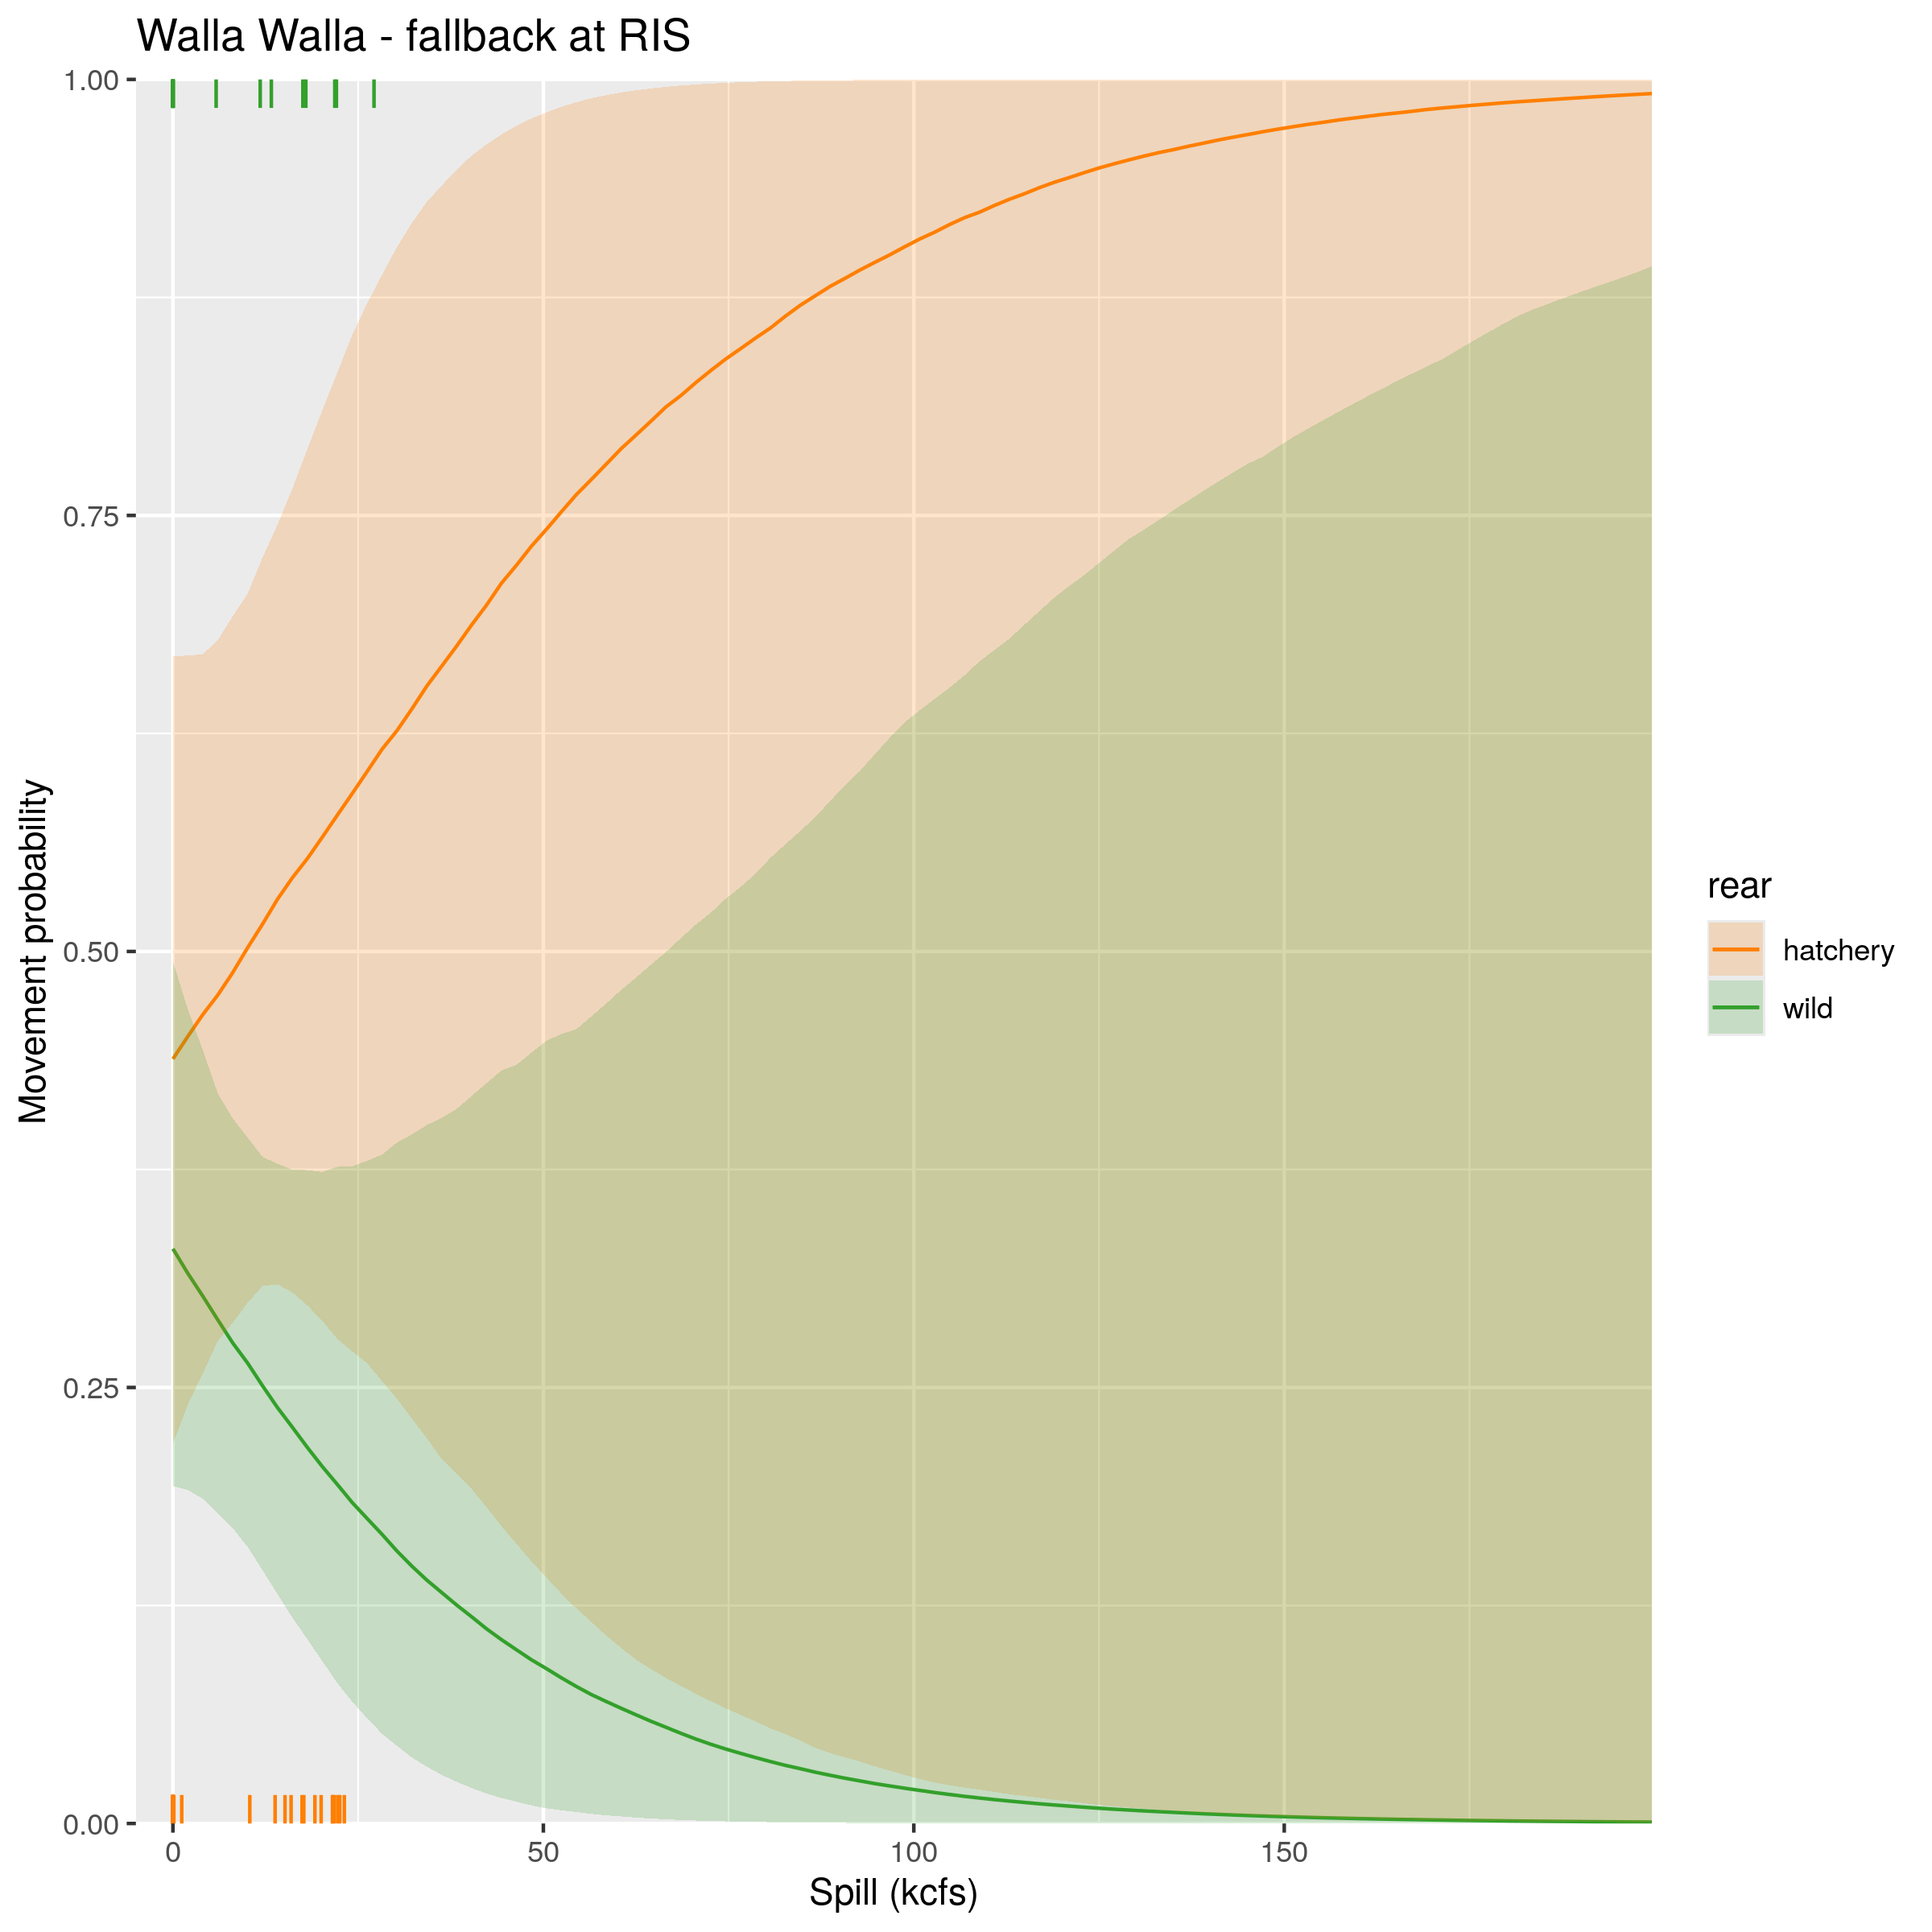 Walla Walla - fallback at RIS
1.00
0.75
0.50
0.25
0.00
Movement probability
0
50
100
150
Spill (kcfs)
rear
hatchery
wild